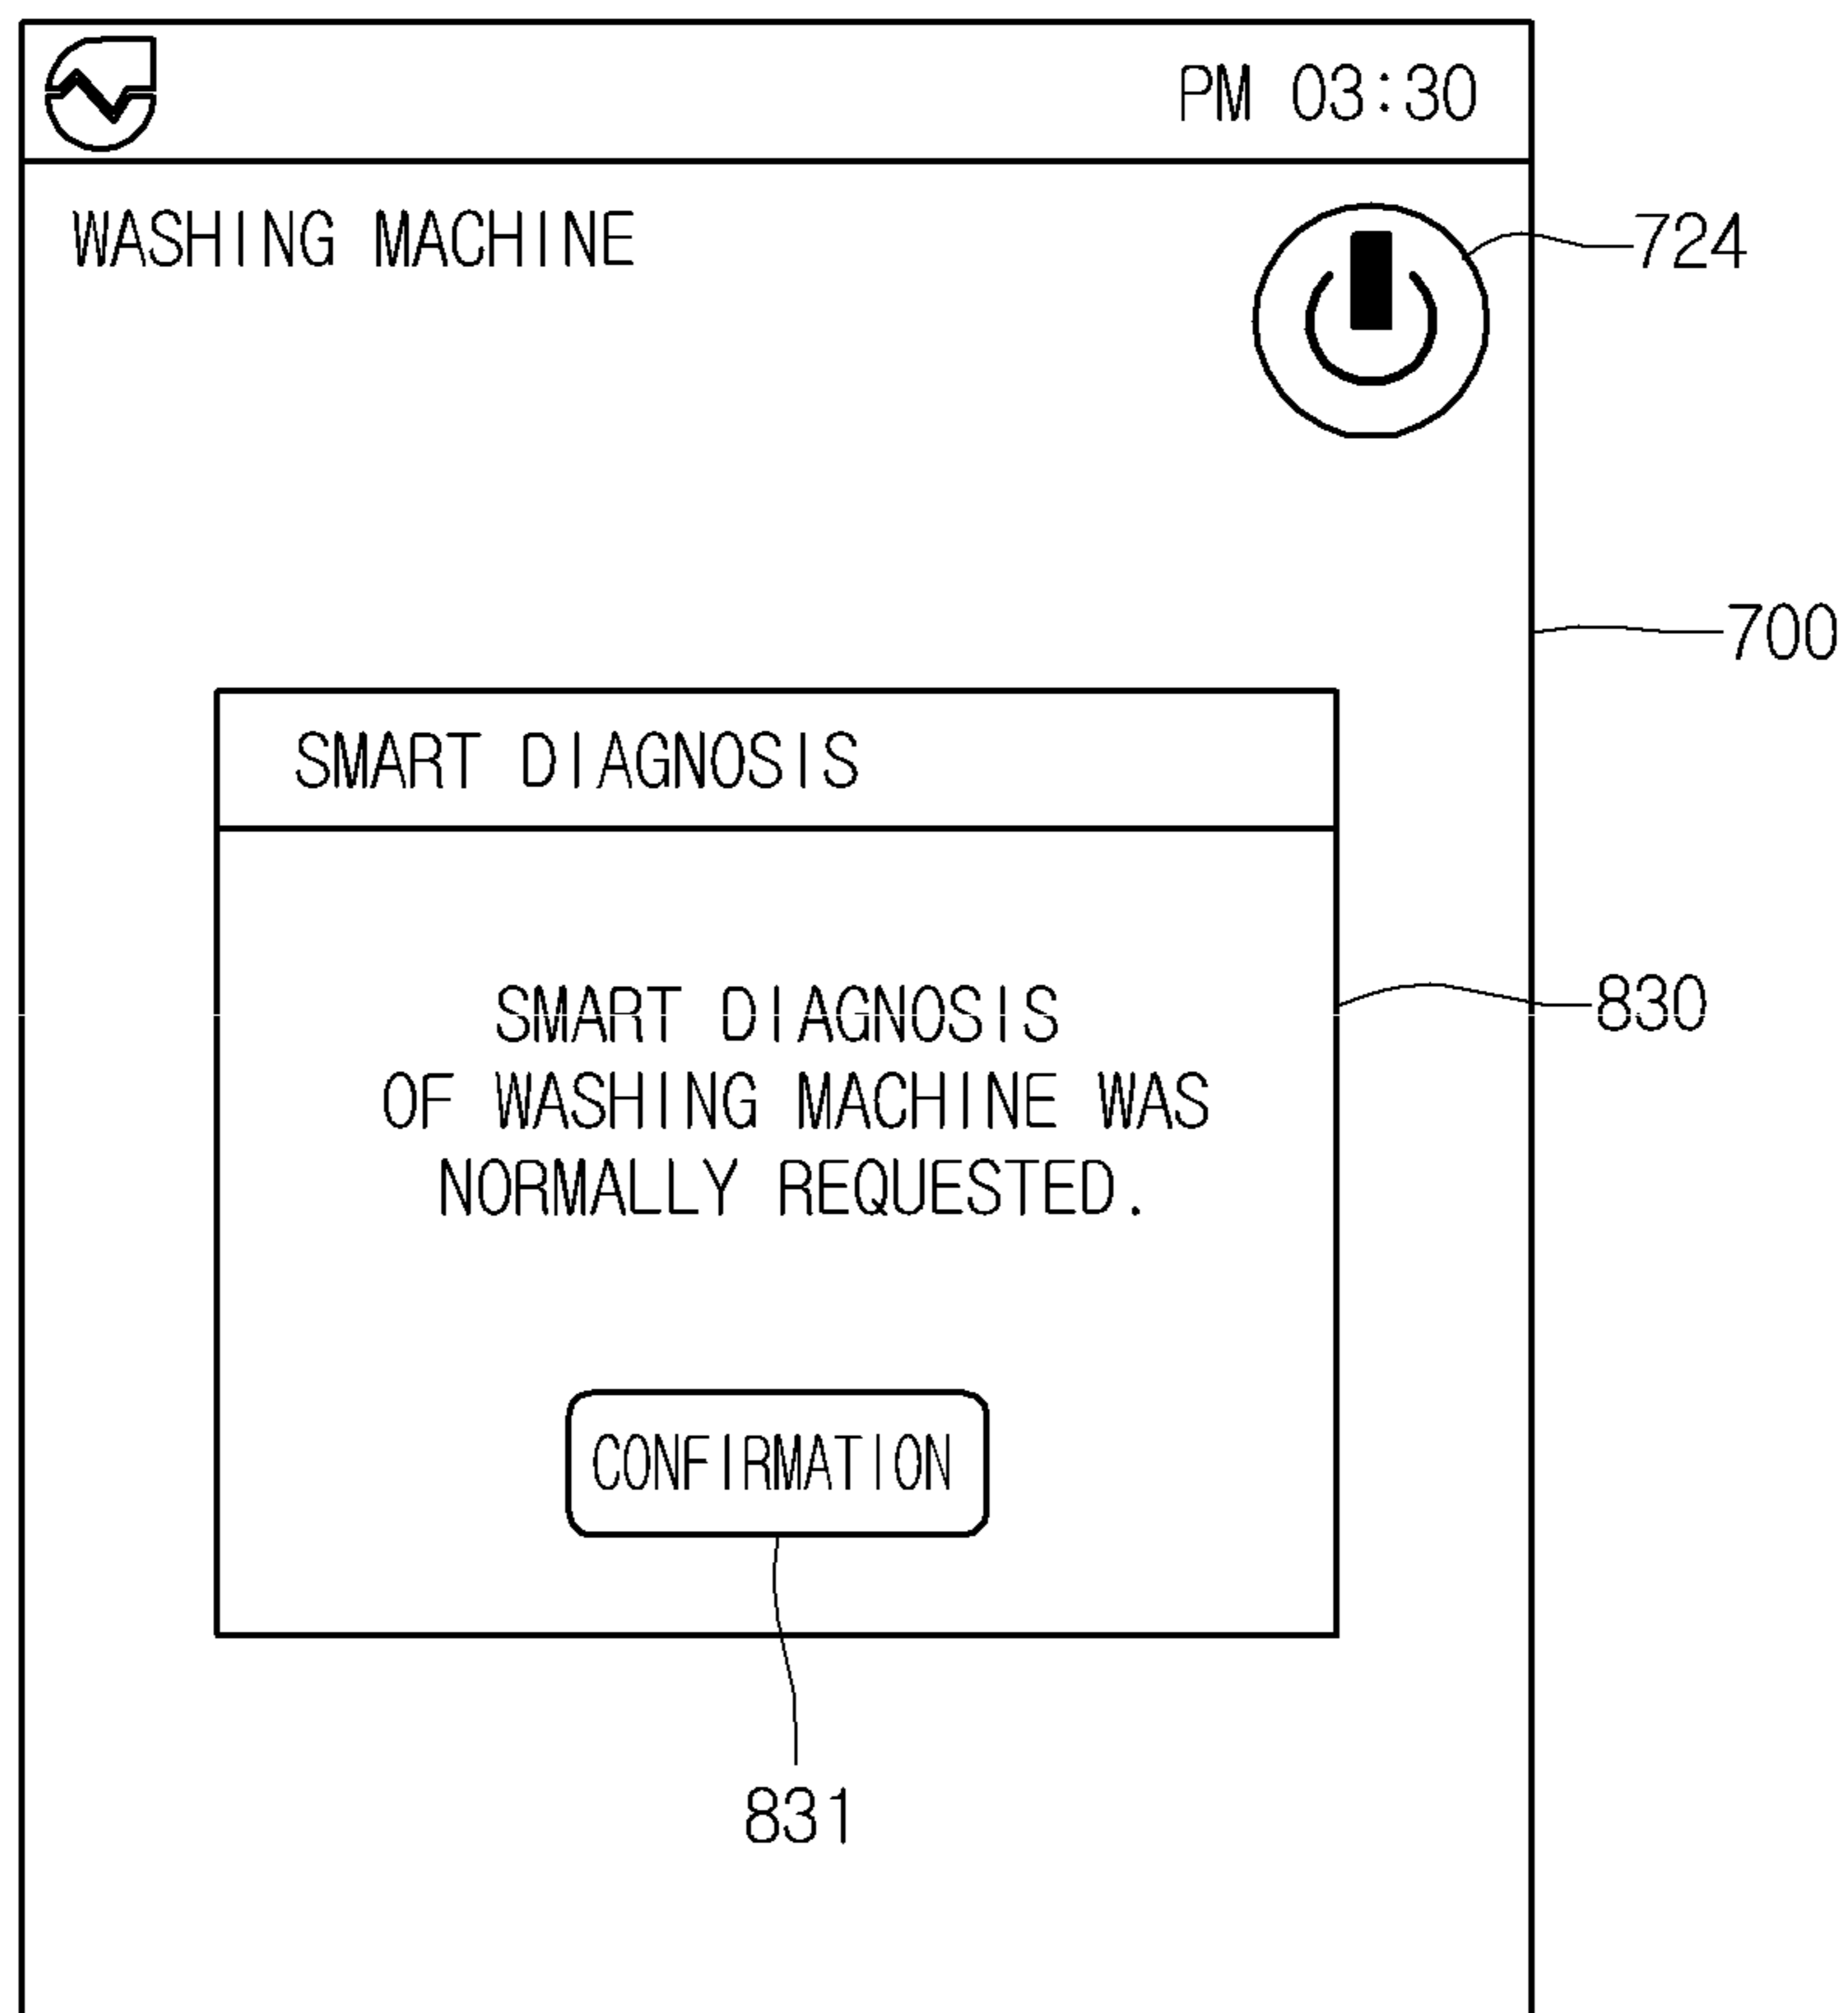 PM 03:30
WASHING MACHINE
724
700
SMART DIAGNOSIS
SMART DIAGNOSIS
830
OF WASHING MACHINE WAS
NORMALLY REQUESTED.
CONFIRMATION
831